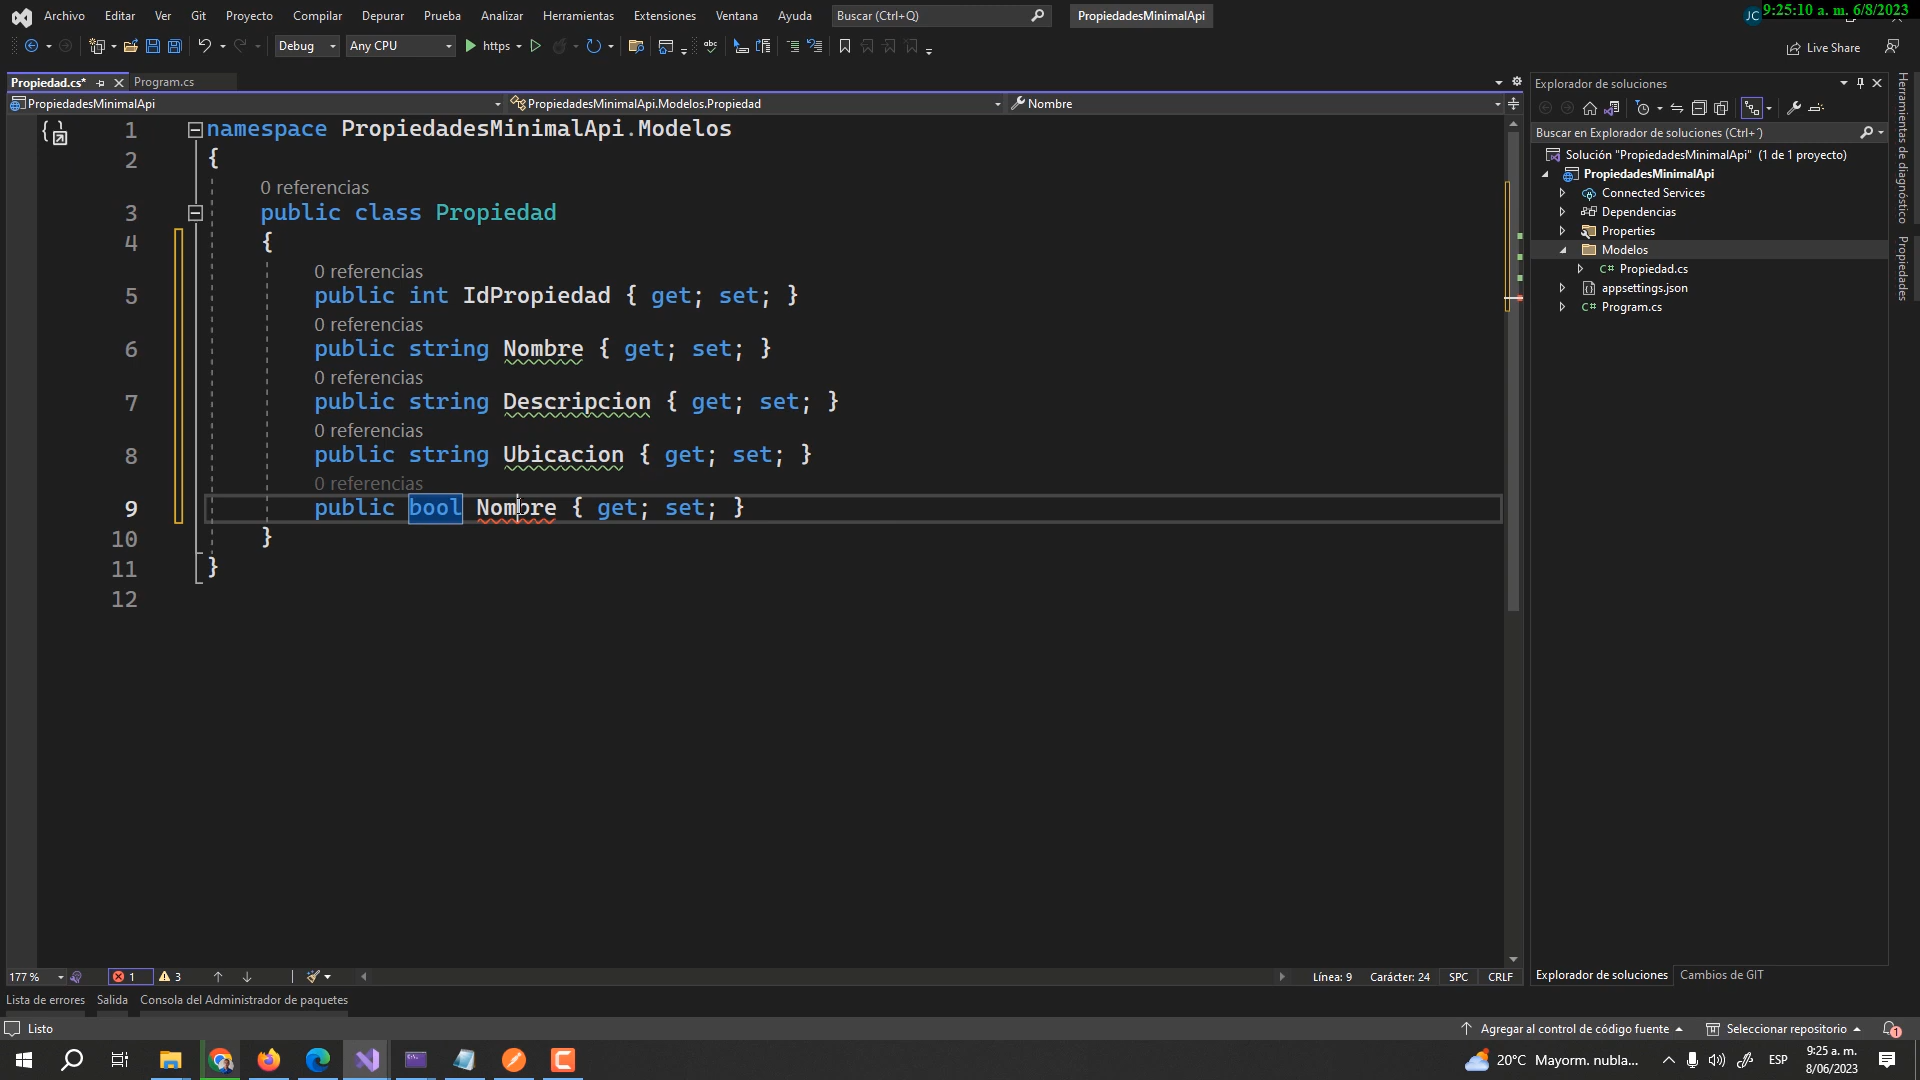 Archivo Editar Ver Git Proyecto Compilar Depurar Prueba Analizar Herramientas Extensiones Ventana Ayuda Buscar (Ctrl+Q) PropiedadesMinimalApi JC 9:25:10 a. m. 6/8/2023
Debug Any CPU https Live Share
Propiedad.cs* Program.cs
PropiedadesMinimalApi PropiedadesMinimalApi.Modelos.Propiedad Nombre
1 namespace PropiedadesMinimalApi.Modelos
2 {
0 referencias
3 public class Propiedad
4 {
0 referencias
5 public int IdPropiedad { get; set; }
0 referencias
6 public string Nombre { get; set; }
0 referencias
7 public string Descripcion { get; set; }
0 referencias
8 public string Ubicacion { get; set; }
0 referencias
9 public bool Nombre { get; set; }
10 }
11 }
12
Explorador de soluciones
Buscar en Explorador de soluciones (Ctrl+´)
Solución "PropiedadesMinimalApi" (1 de 1 proyecto)
PropiedadesMinimalApi
Connected Services
Dependencias
Properties
Modelos
C# Propiedad.cs
appsettings.json
C# Program.cs
Herramientas de diagnóstico
Propiedades
177 % 1 3 Línea: 9 Carácter: 24 SPC CRLF
Explorador de soluciones Cambios de GIT
Lista de errores Salida Consola del Administrador de paquetes
Listo Agregar al control de código fuente Seleccionar repositorio 1
20°C Mayorm. nubla... ESP 9:25 a. m.
8/06/2023